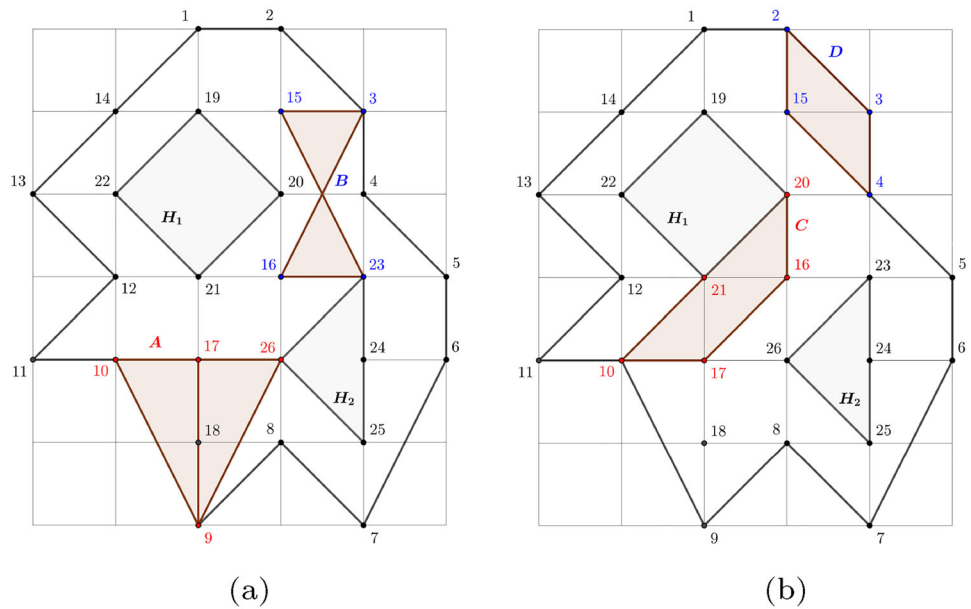 1 2 1 2
D
14 19 15 3 14 19 15 3
13 22 20 B 4 13 22 20 4
H₁ H₁ C
12 21 16 23 5 12 21 16 23 5
A
11 10 17 26 24 6 11 10 17 26 24 6
H₂ H₂
18 8 25 18 8 25
9 7 9 7
(a) (b)